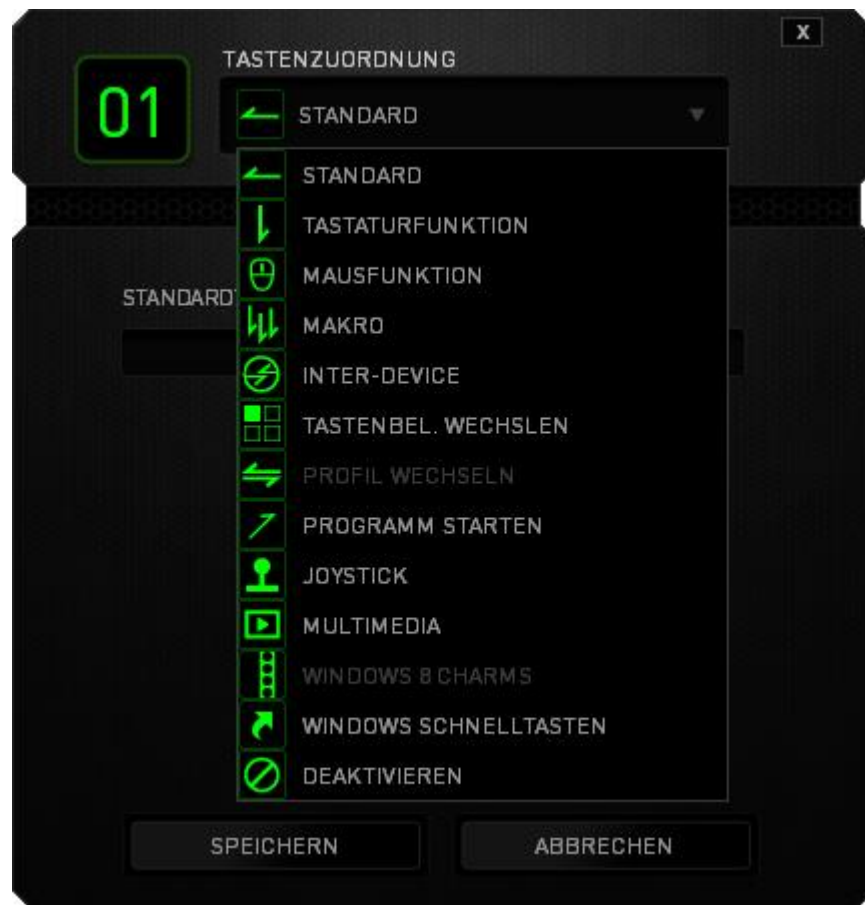 X
TASTENZUORDNUNG
01
STANDARD
STANDARD
TASTATURFUNKTION
MAUSFUNKTION
STANDARD
MAKRO
INTER-DEVICE
TASTENBEL. WECHSLEN
PROFIL WECHSELN
PROGRAMM STARTEN
JOYSTICK
MULTIMEDIA
WINDOWS 8 CHARMS
WINDOWS SCHNELLTASTEN
DEAKTIVIEREN
SPEICHERN
ABBRECHEN